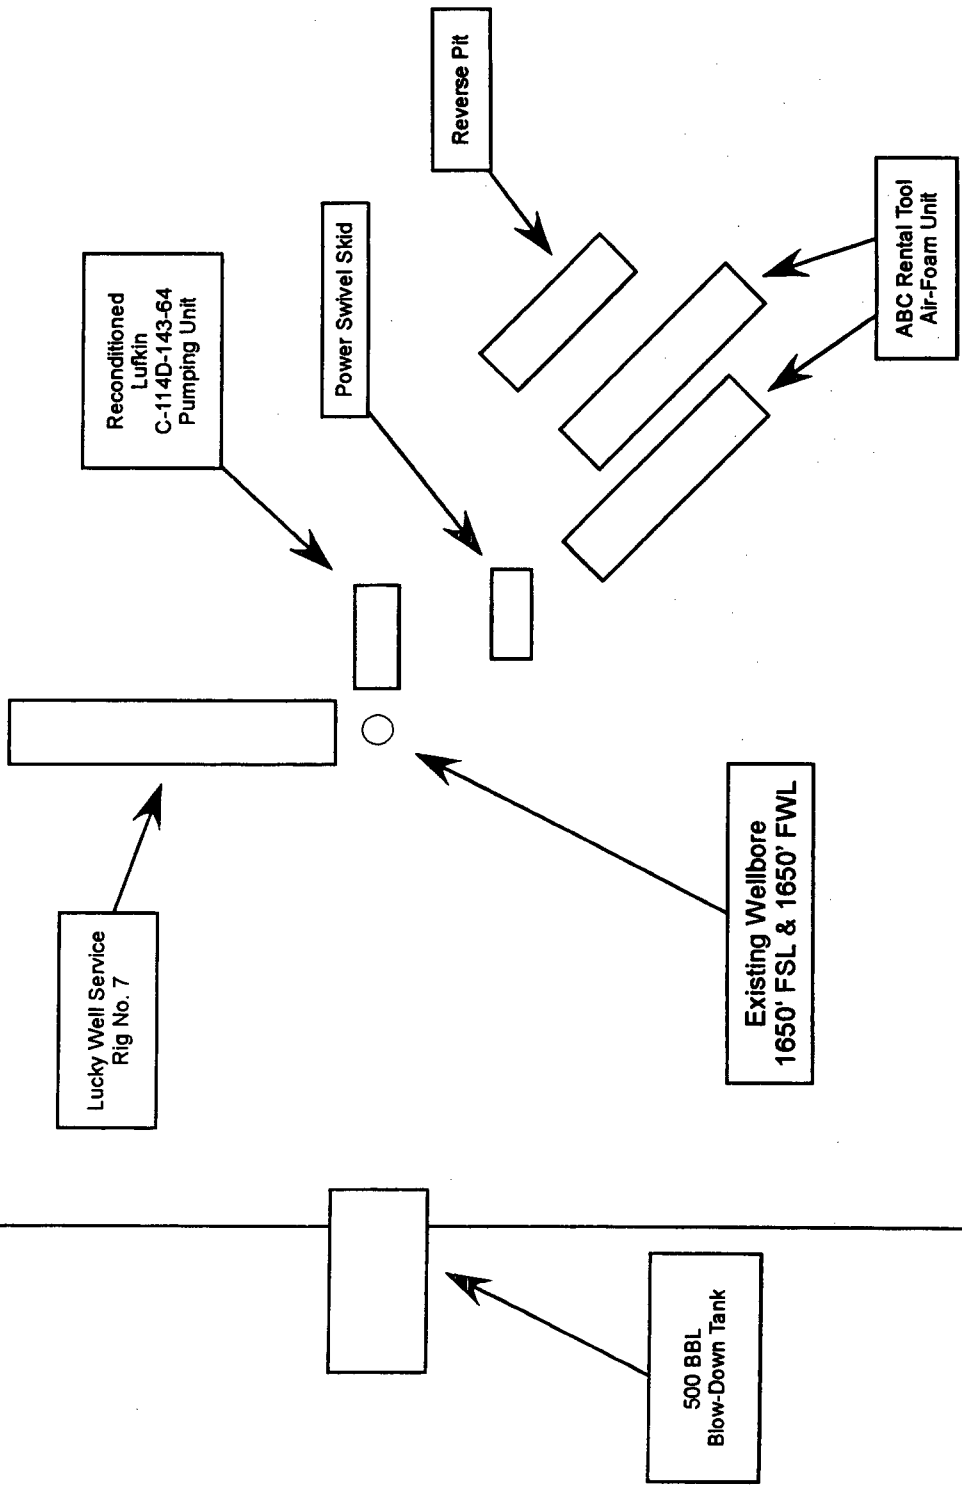 Reverse Pit
Reconditioned
Lufkin
C-114D-143-64
Pumping Unit
Power Swivel Skid
ABC Rental Tool
Air-Foam Unit
Lucky Well Service
Rig No. 7
Existing Wellbore
1650' FSL & 1650' FWL
500 BBL
Blow-Down Tank